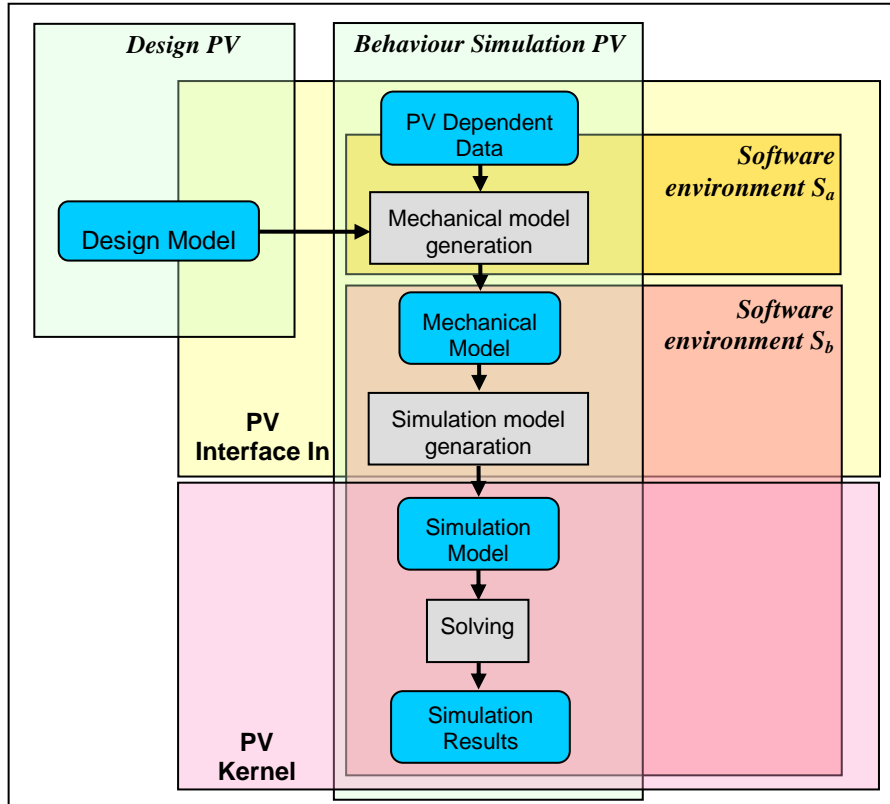 Design PV
Behaviour Simulation PV
PV Dependent
Data
Software
environment Sa
Design Model
Mechanical model
generation
Mechanical
Model
Software
environment Sb
Simulation model
genaration
PV
Interface In
Simulation
Model
Solving
Simulation
Results
PV
Kernel